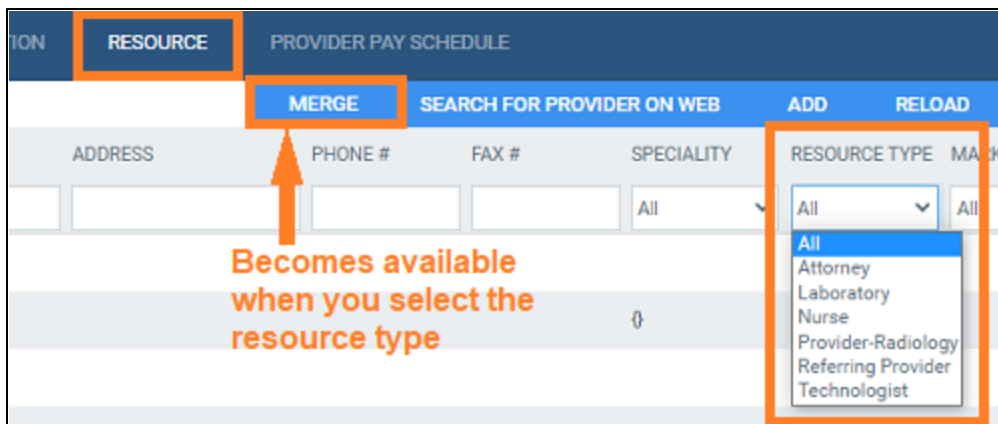 TION RESOURCE PROVIDER PAY SCHEDULE
MERGE SEARCH FOR PROVIDER ON WEB ADD RELOAD
ADDRESS PHONE # FAX # SPECIALITY RESOURCE TYPE MARK
All All All
All
Attorney
Laboratory
Nurse
Provider-Radiology
Referring Provider
Technologist
Becomes available
when you select the
resource type
{}